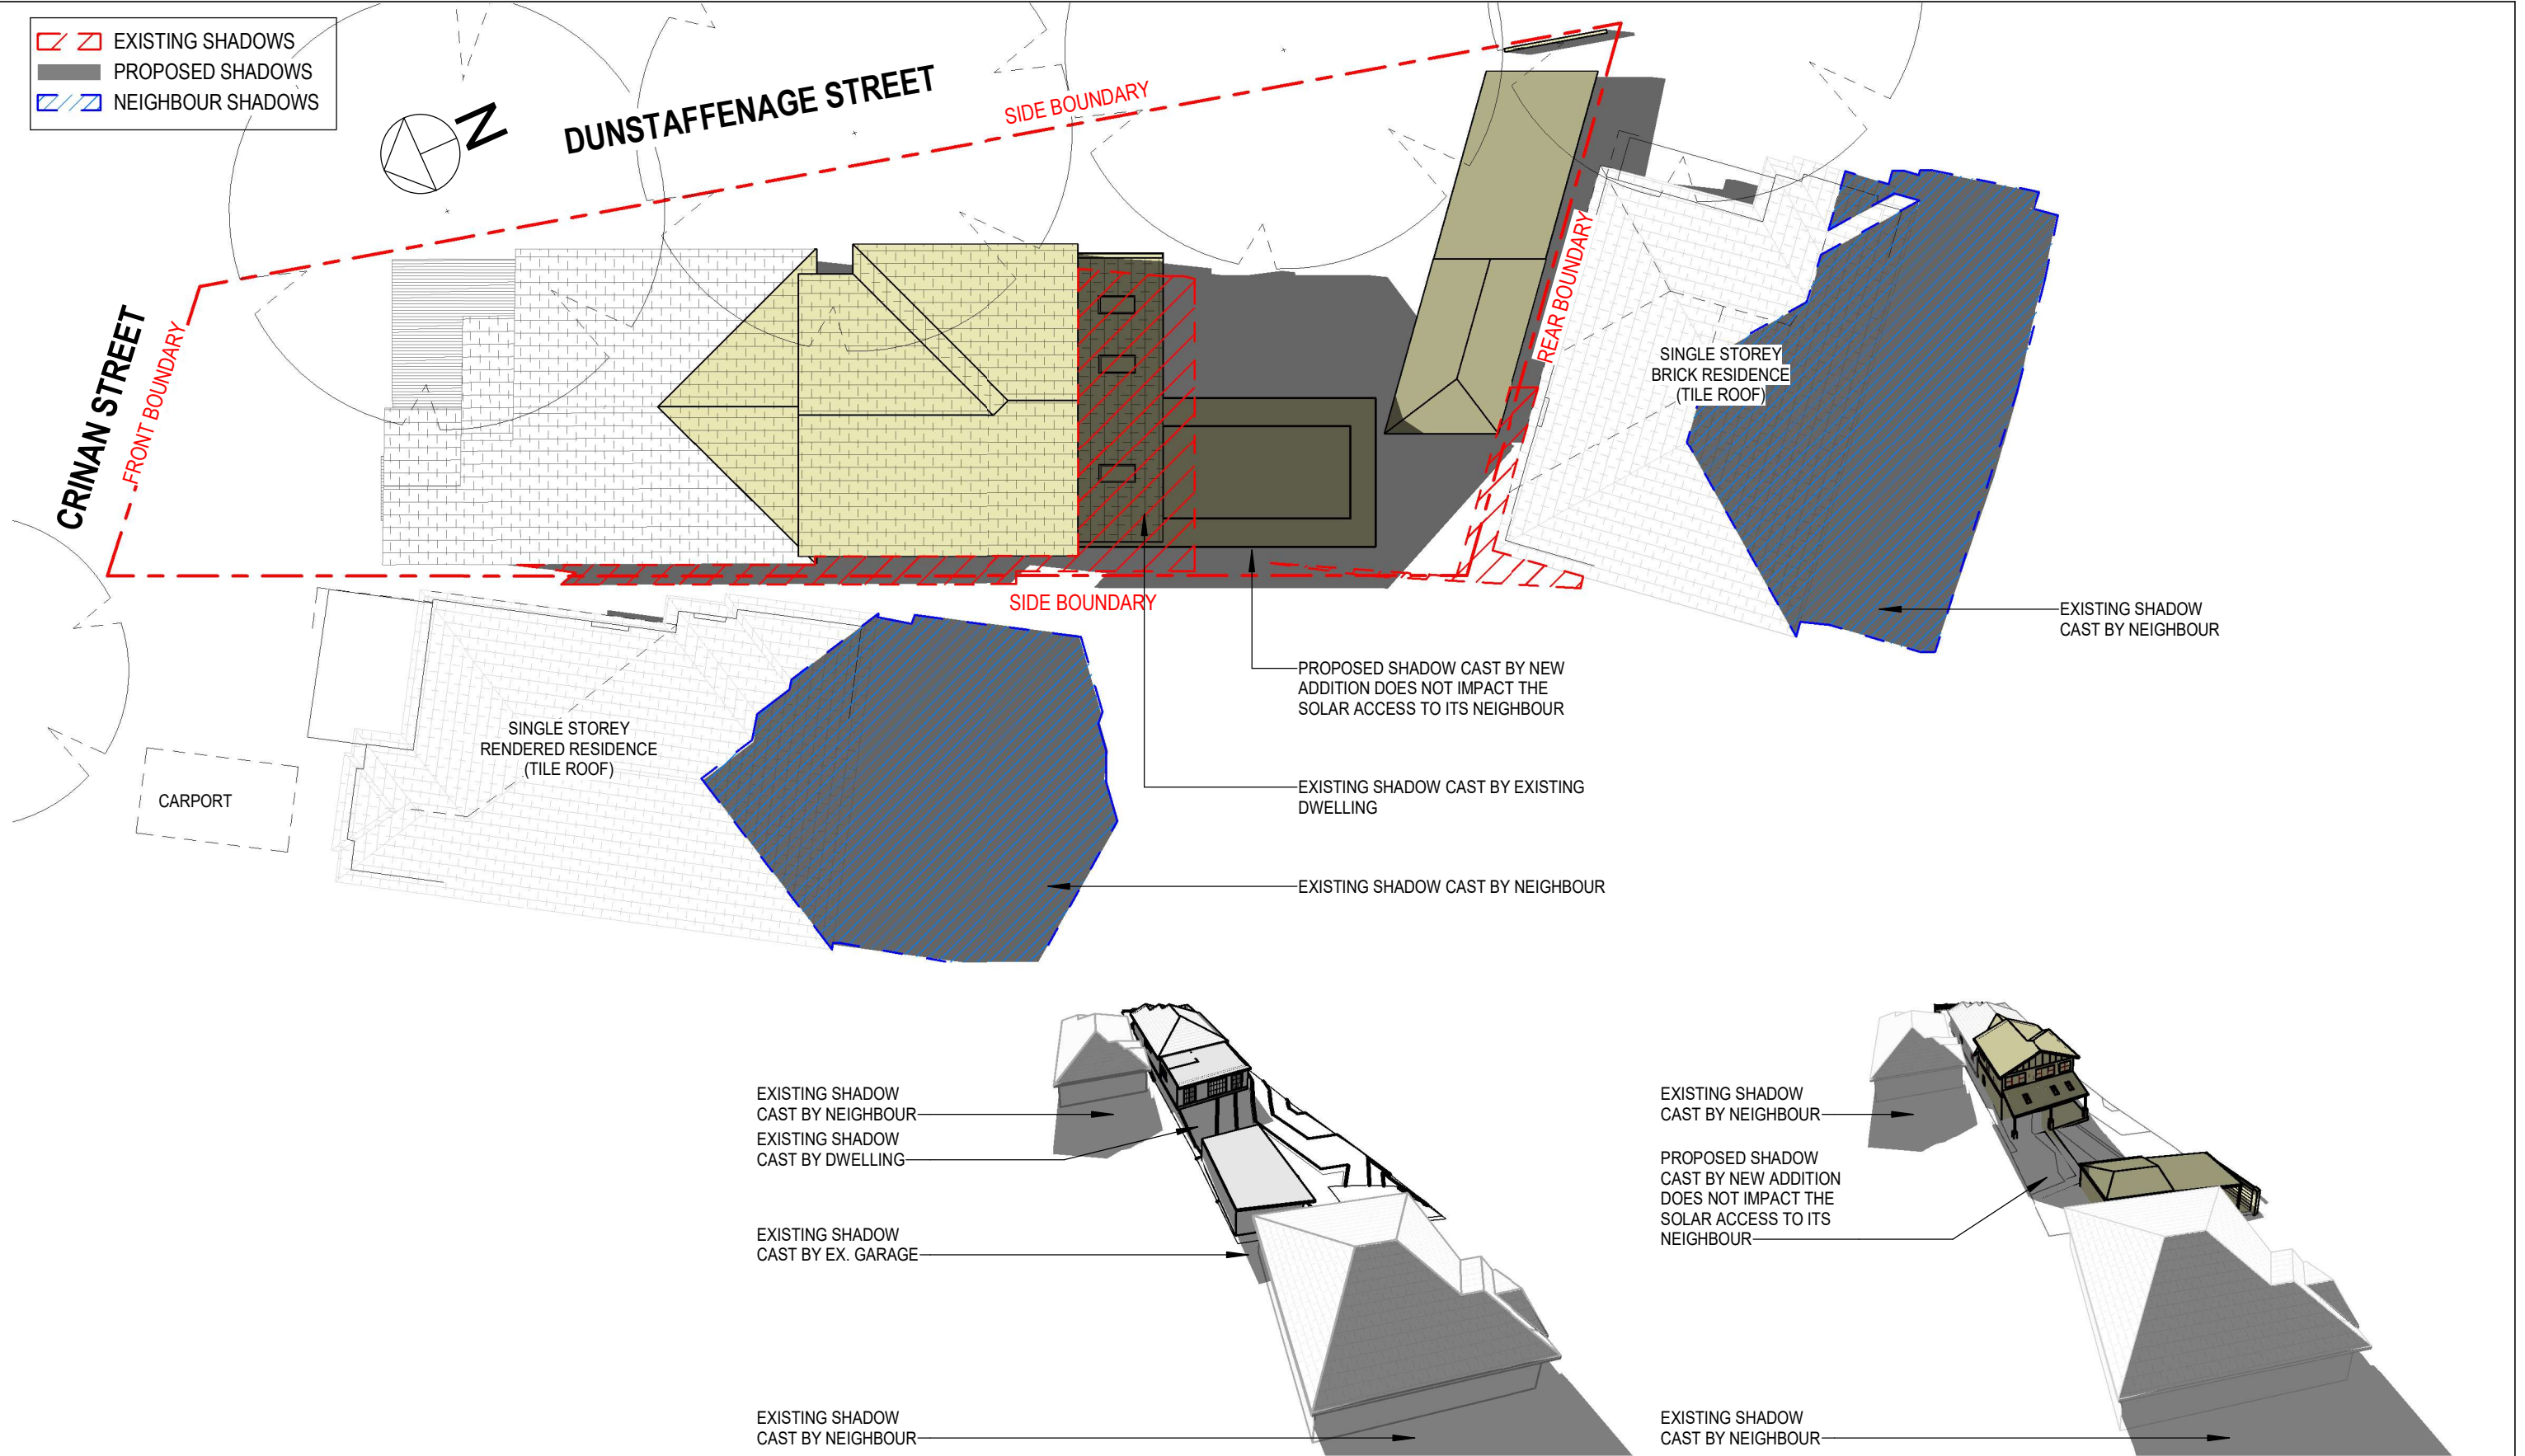 EXISTING SHADOWS
PROPOSED SHADOWS
NEIGHBOUR SHADOWS
N
DUNSTAFFENAGE STREET
SIDE BOUNDARY
CRINAN STREET
FRONT BOUNDARY
REAR BOUNDARY
SINGLE STOREY
BRICK RESIDENCE
(TILE ROOF)
SIDE BOUNDARY
EXISTING SHADOW
CAST BY NEIGHBOUR
PROPOSED SHADOW CAST BY NEW
ADDITION DOES NOT IMPACT THE
SOLAR ACCESS TO ITS NEIGHBOUR
SINGLE STOREY
RENDERED RESIDENCE
(TILE ROOF)
CARPORT
EXISTING SHADOW CAST BY EXISTING
DWELLING
EXISTING SHADOW CAST BY NEIGHBOUR
EXISTING SHADOW
CAST BY NEIGHBOUR
EXISTING SHADOW
CAST BY DWELLING
EXISTING SHADOW
CAST BY EX. GARAGE
EXISTING SHADOW
CAST BY NEIGHBOUR
EXISTING SHADOW
CAST BY NEIGHBOUR
PROPOSED SHADOW
CAST BY NEW ADDITION
DOES NOT IMPACT THE
SOLAR ACCESS TO ITS
NEIGHBOUR
EXISTING SHADOW
CAST BY NEIGHBOUR